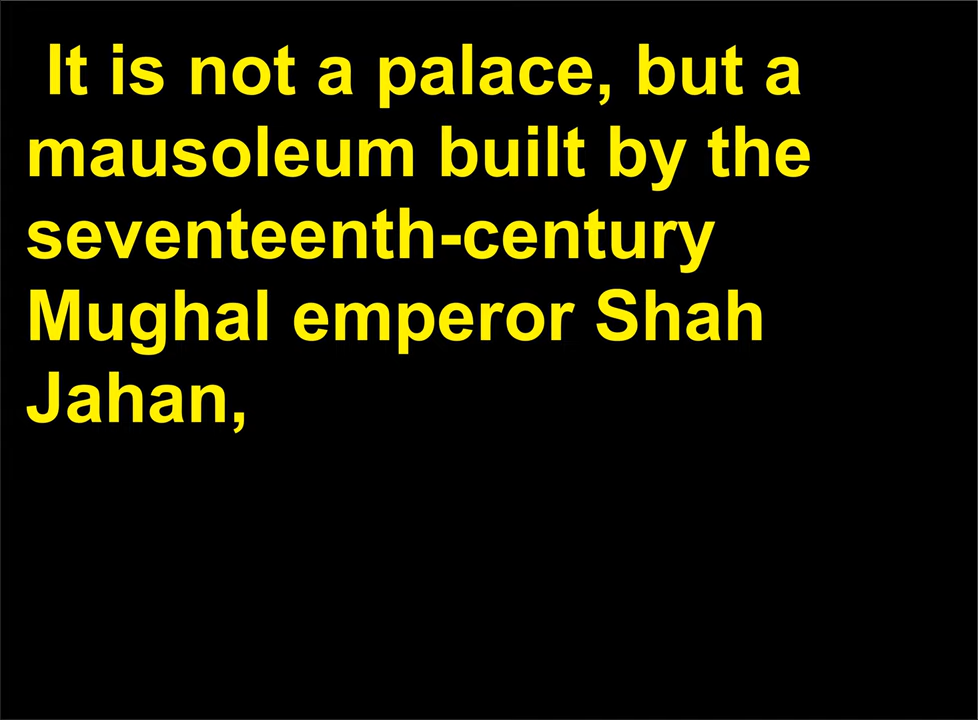 It is not a palace, but a
mausoleum built by the
seventeenth-century
Mughal emperor Shah
Jahan,